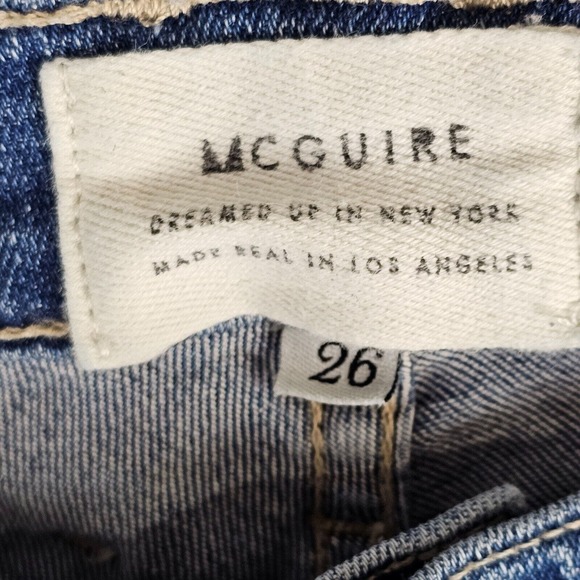 MCGUIRE
DREAMED UP IN NEW YORK
MADE REAL IN LOS ANGELES
26